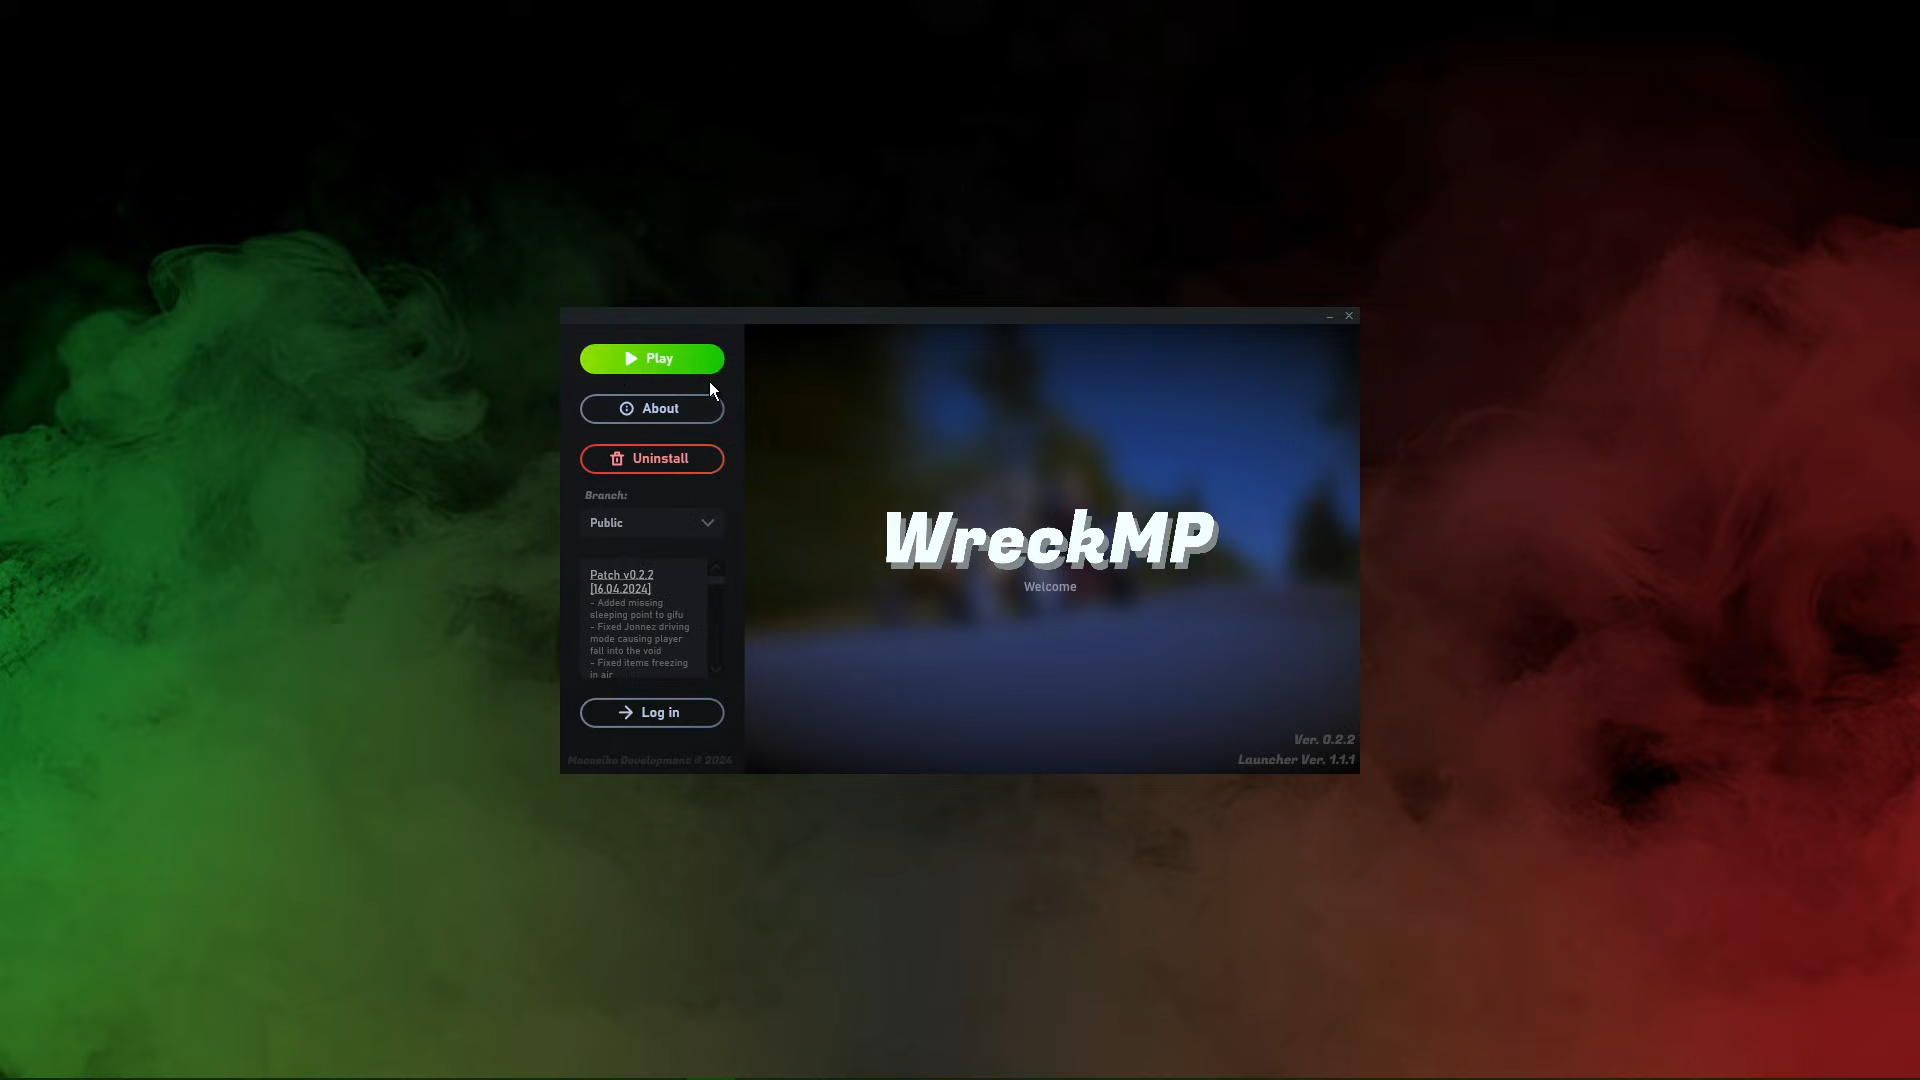 Play
About
Uninstall
Branch:
Public
Patch v0.2.2
[16.04.2024]
- Added missing
sleeping point to gifu
- Fixed Jonnez driving
mode causing player
fall into the void
- Fixed items freezing
in air
Log in
Development @ 2024
WreckMP
Welcome
Ver. 0.2.2
Launcher Ver. 1.1.1